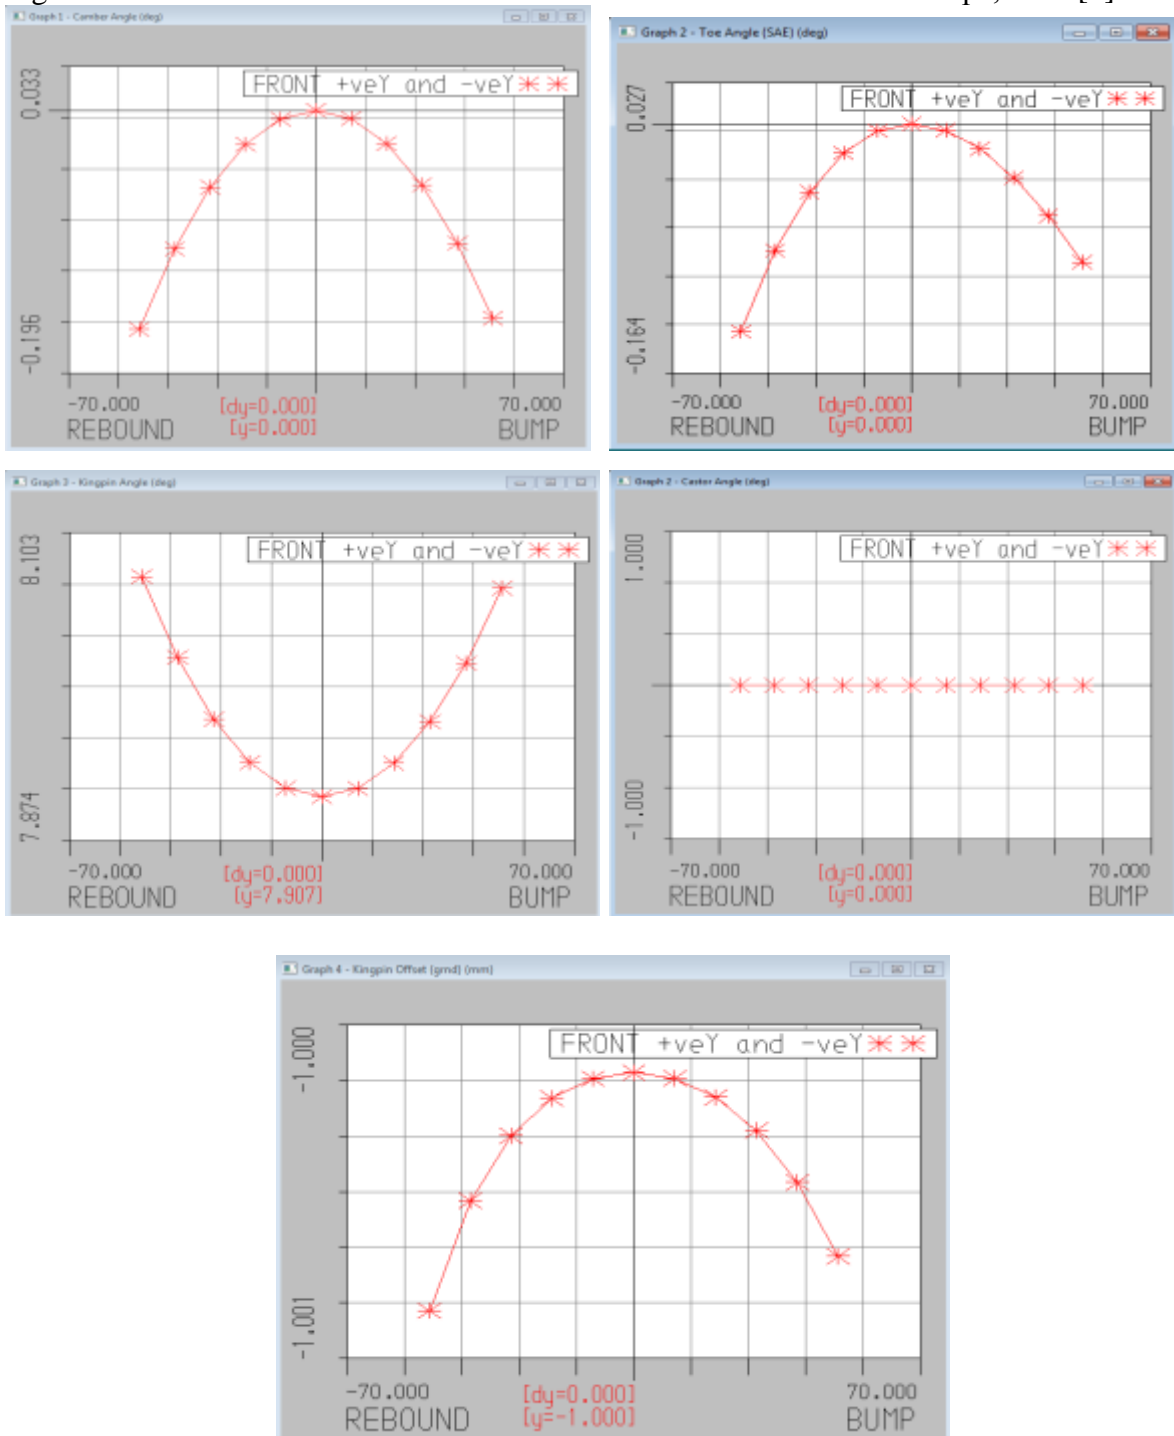 Graph 1 - Camber Angle (deg)
FRONT +veY and -veY
0.033
-0.196
-70.000
[dy=0.000]
70.000
REBOUND
[y=0.000]
BUMP
Graph 2 - Toe Angle (SAE) (deg)
FRONT +veY and -veY
0.027
-0.164
-70.000
[dy=0.000]
70.000
REBOUND
[y=0.000]
BUMP
Graph 3 - Kingpin Angle (deg)
FRONT +veY and -veY
8.103
7.874
-70.000
[dy=0.000]
70.000
REBOUND
[y=7.907]
BUMP
Graph 2 - Castor Angle (deg)
FRONT +veY and -veY
1.000
-1.000
-70.000
[dy=0.000]
70.000
REBOUND
[y=0.000]
BUMP
Graph 4 - Kingpin Offset (grnd) (mm)
FRONT +veY and -veY
-1.000
-1.001
-70.000
[dy=0.000]
70.000
REBOUND
[y=-1.000]
BUMP